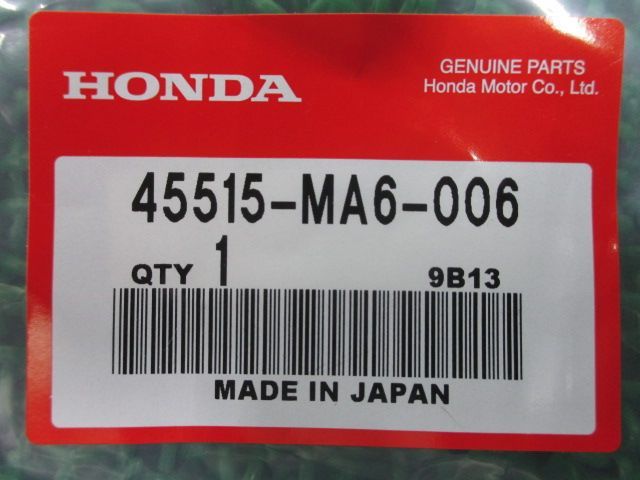 HONDA
GENUINE PARTS
Honda Motor Co., Ltd.
45515-MA6-006
QTY 1 9B13
MADE IN JAPAN